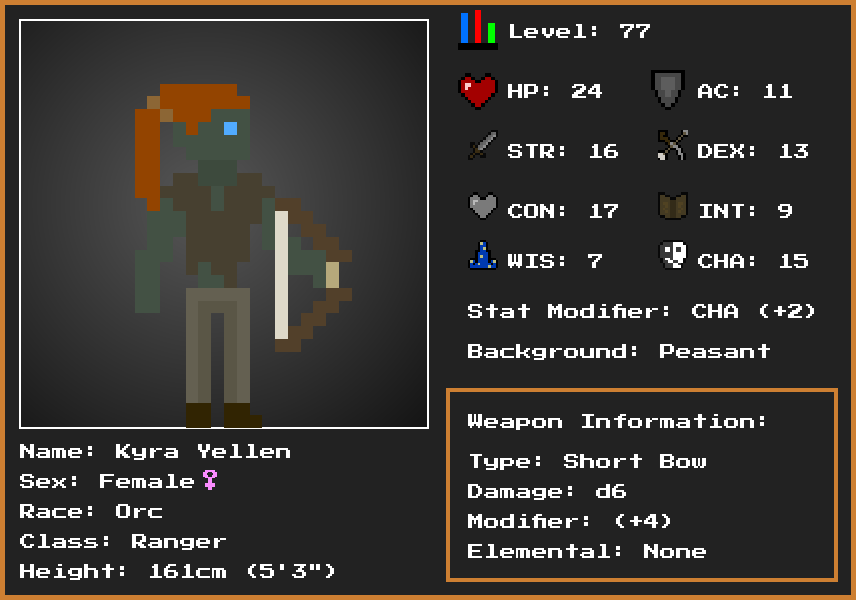 Level: 77
HP: 24 AC: 11
STR: 16 DEX: 13
CON: 17 INT: 9
WIS: 7 CHA: 15
Stat Modifier: CHA (+2)
Background: Peasant
Weapon Information:
Type: Short Bow
Damage: d6
Modifier: (+4)
Elemental: None
Name: Kyra Yellen
Sex: Female♀
Race: Orc
Class: Ranger
Height: 161cm (5'3")